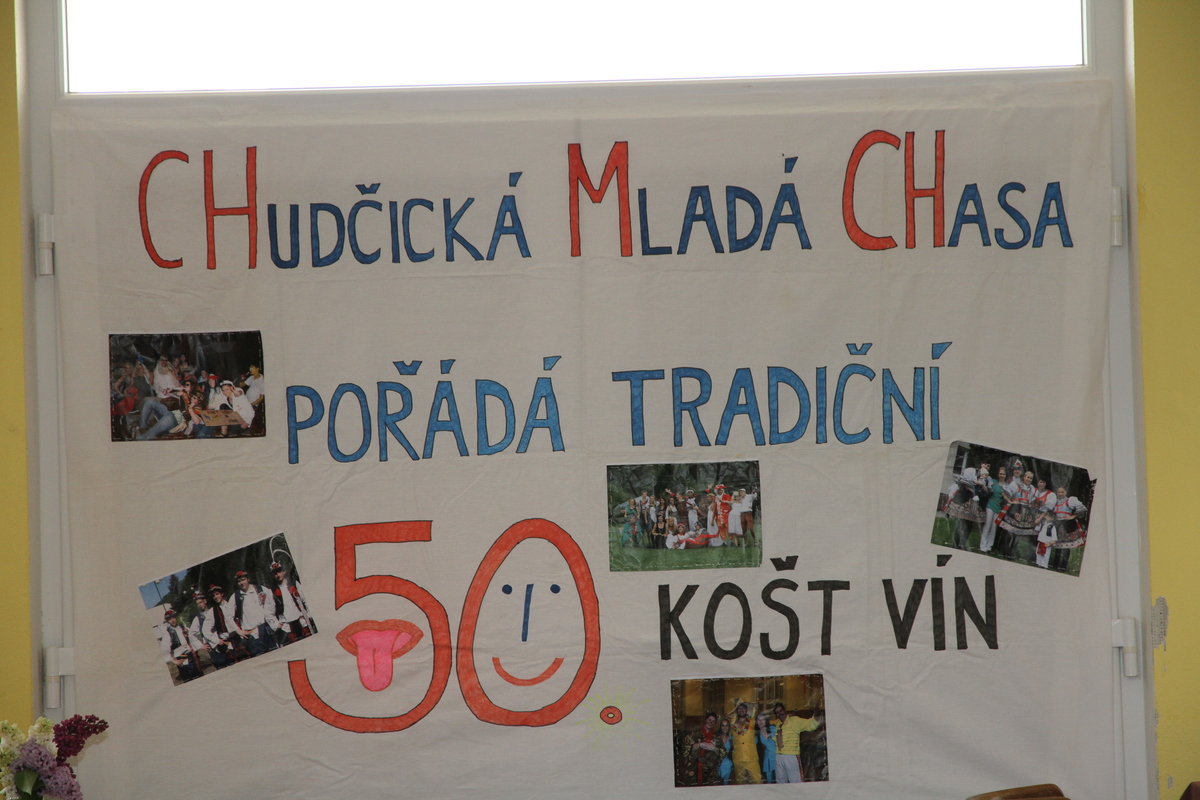 CHUDČICKÁ MLADÁ CHASA
POŘÁDÁ TRADIČNÍ
50. KOŠT VÍN